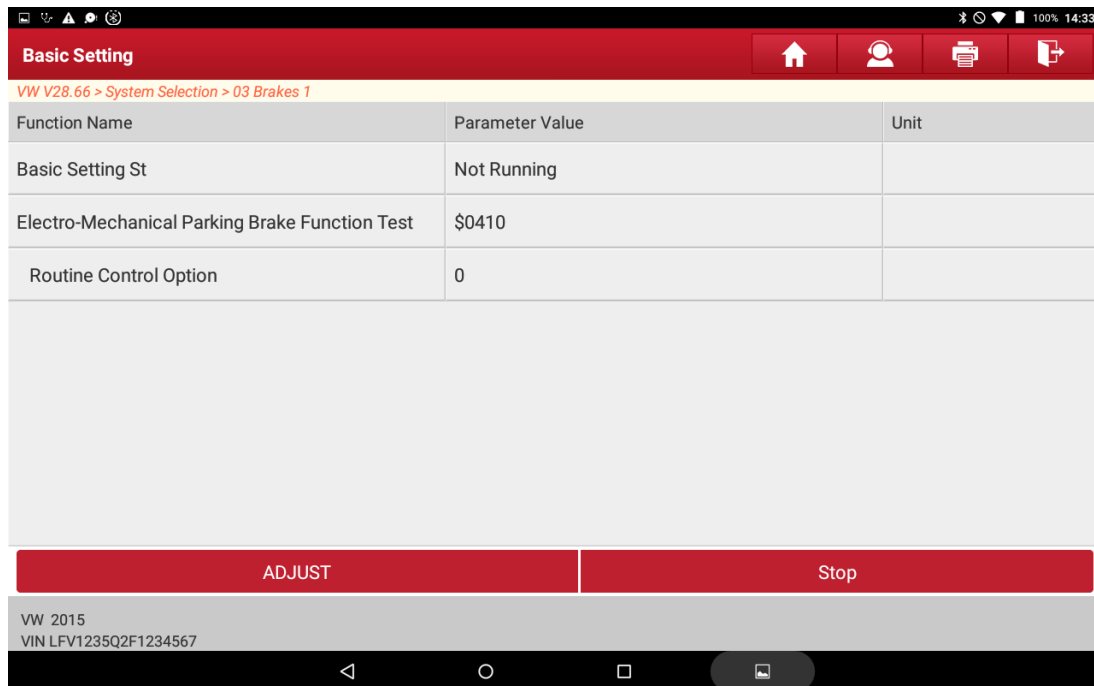 100% 14:33
Basic Setting
VW V28.66 > System Selection > 03 Brakes 1
Function Name Parameter Value Unit
Basic Setting St Not Running
Electro-Mechanical Parking Brake Function Test $0410
Routine Control Option 0
ADJUST Stop
VW 2015
VIN LFV1235Q2F1234567